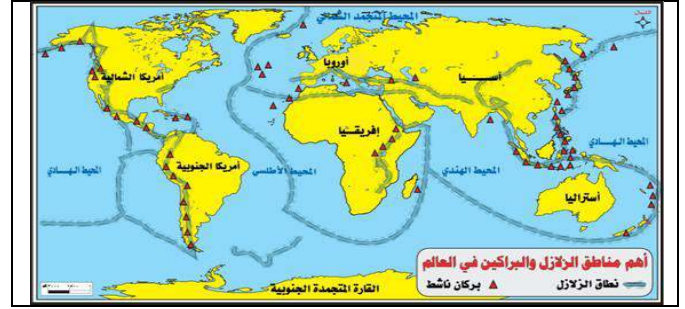 المحيط المتجمد الشمالي
الشمال
أمريكا الشمالية
أوروبا
آسيا
إفريقيا
المحيط الهادي
المحيط الهادي
أمريكا الجنوبية
المحيط الأطلسي
المحيط الهندي
أستراليا
أهم مناطق الزلازل والبراكين في العالم
نطاق الزلازل
بركان ناشط
القارة المتجمدة الجنوبية